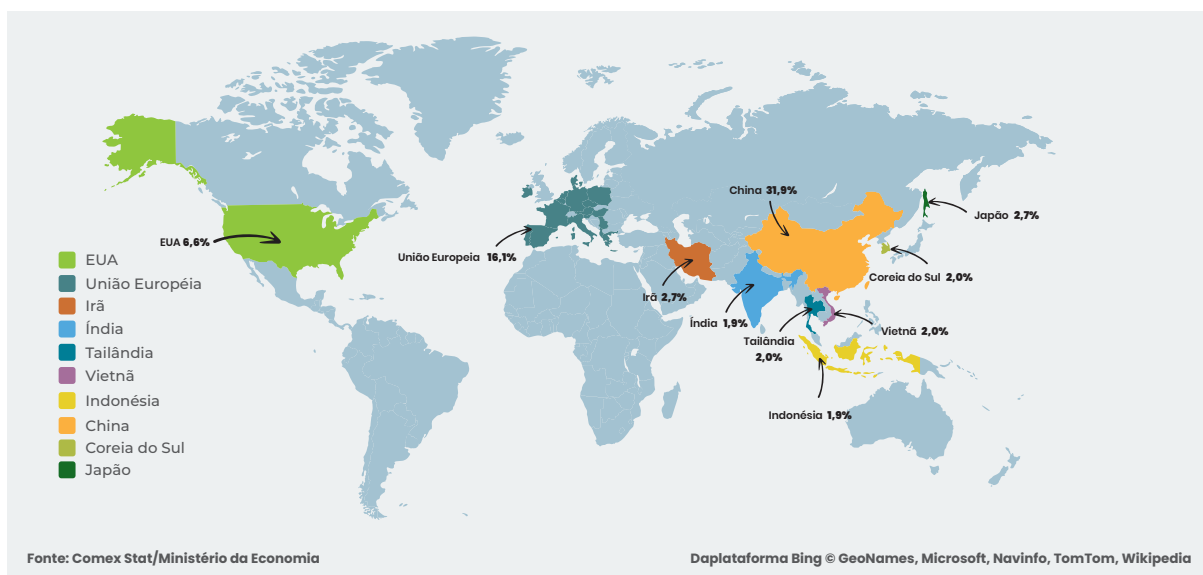 China 31,9%
Japão 2,7%
EUA 6,6%
União Europeia 16,1%
Coreia do Sul 2,0%
Irã 2,7%
Índia 1,9%
Vietnã 2,0%
Tailândia
2,0%
Indonésia 1,9%
EUA
União Européia
Irã
Índia
Tailândia
Vietnã
Indonésia
China
Coreia do Sul
Japão
Fonte: Comex Stat/Ministério da Economia
Daplataforma Bing © GeoNames, Microsoft, Navinfo, TomTom, Wikipedia